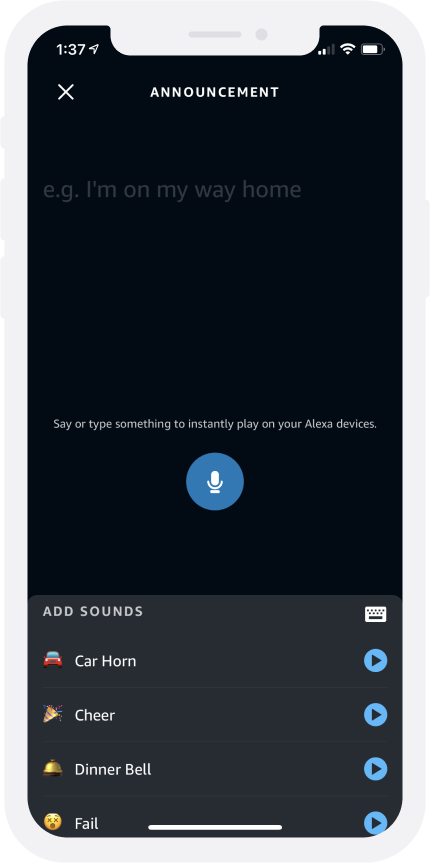 1:37
ANNOUNCEMENT
e.g. I'm on my way home
Say or type something to instantly play on your Alexa devices.
ADD SOUNDS
Car Horn
Cheer
Dinner Bell
Fail